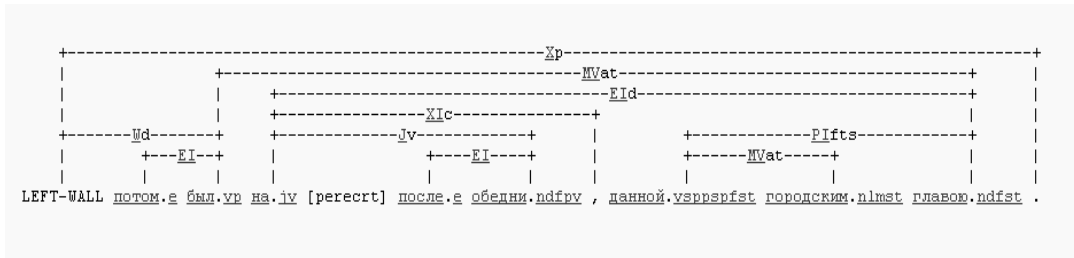 Xp
MVat
EId
XIc
Wd Jv PIfts
EI EI MVat
LEFT-WALL потом.е был.vp на.jv [perecrt] после.е обедни.ndfpv , данной.vsppspfst городским.nlmst главою.ndfst .